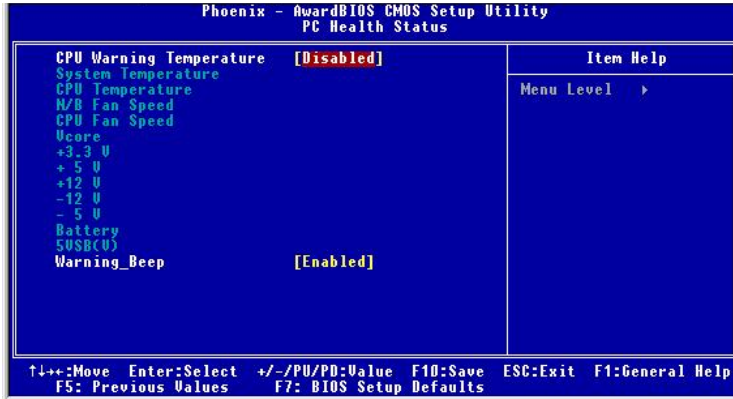 Phoenix - AwardBIOS CMOS Setup Utility
PC Health Status
CPU Warning Temperature [Disabled]
System Temperature
CPU Temperature
N/B Fan Speed
CPU Fan Speed
Vcore
+3.3 V
+ 5 V
+12 V
-12 V
- 5 V
Battery
5VSB(V)
Warning_Beep [Enabled]
Item Help
Menu Level ▸
↑↓→←:Move Enter:Select +/-/PU/PD:Value F10:Save ESC:Exit F1:General Help
F5: Previous Values F7: BIOS Setup Defaults